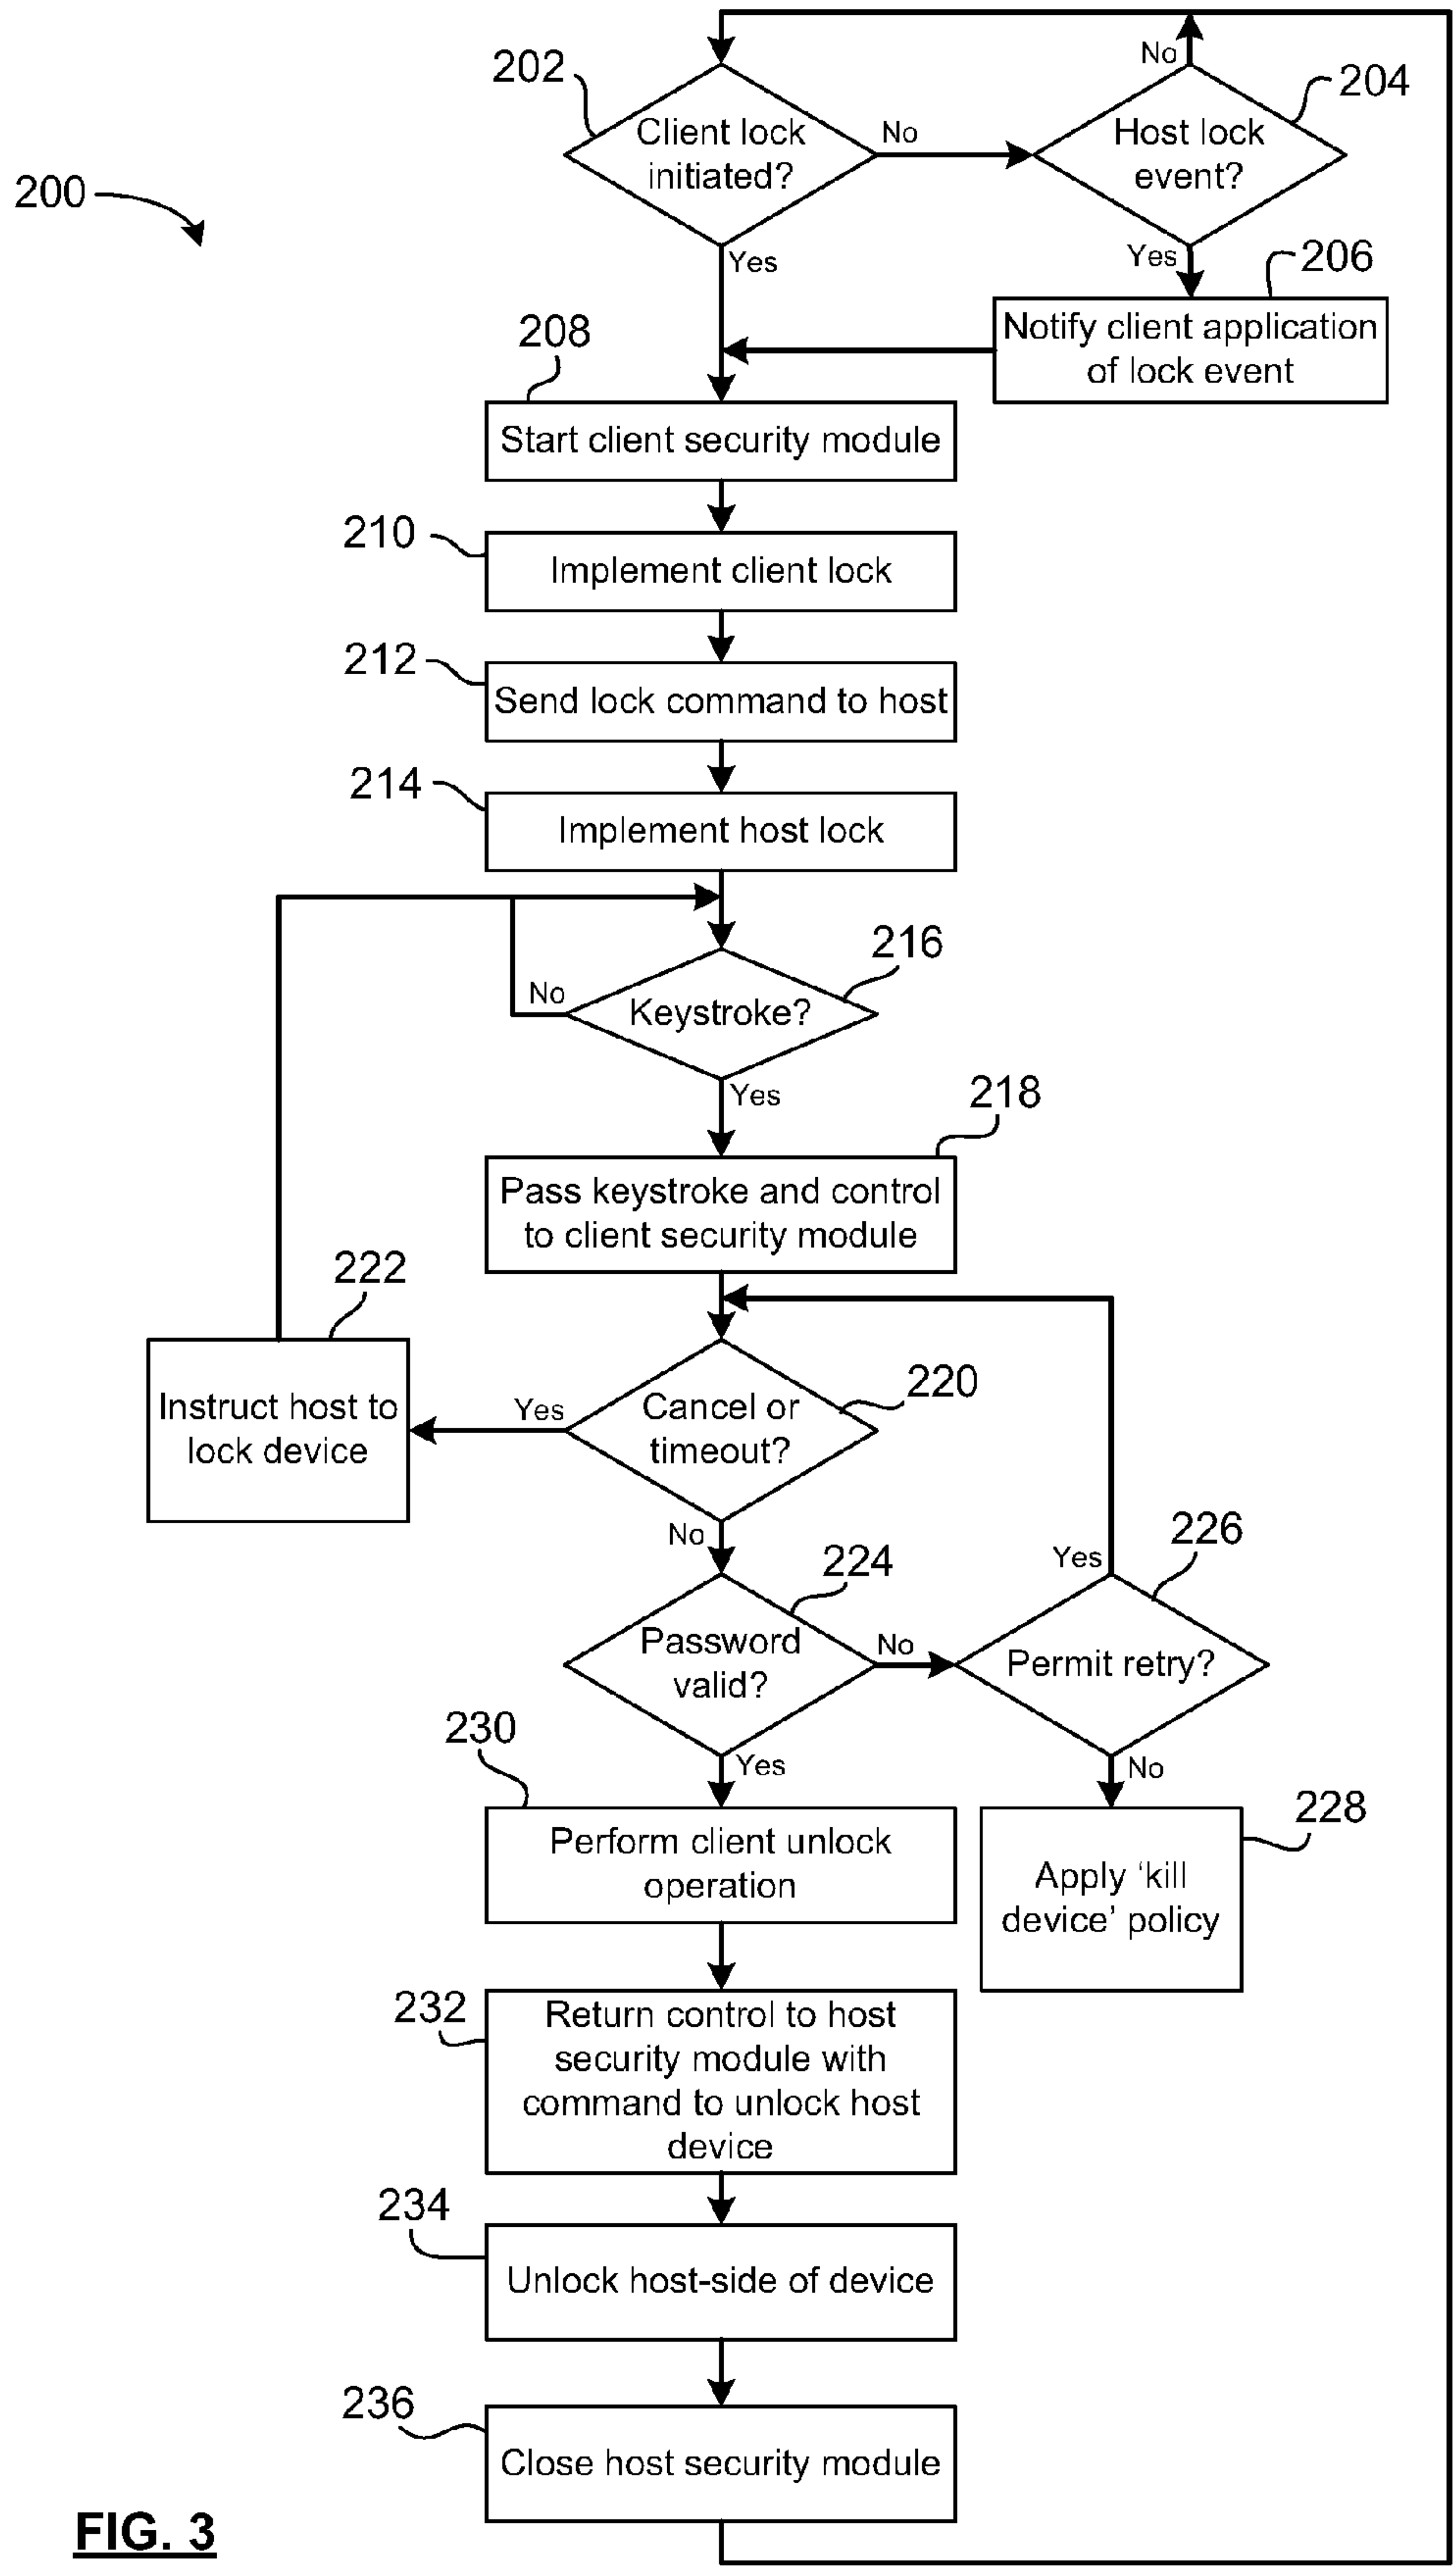 202
Client lock
initiated?
No
Yes
No
204
Host lock
event?
Yes
200
206
Notify client application
of lock event
208
Start client security module
210
Implement client lock
212
Send lock command to host
214
Implement host lock
216
Keystroke?
No
Yes
218
Pass keystroke and control
to client security module
222
Instruct host to
lock device
220
Cancel or
timeout?
Yes
No
224
Password
valid?
No
Yes
226
Permit retry?
Yes
No
228
Apply ‘kill
device’ policy
230
Perform client unlock
operation
232
Return control to host
security module with
command to unlock host
device
234
Unlock host-side of device
236
Close host security module
FIG. 3